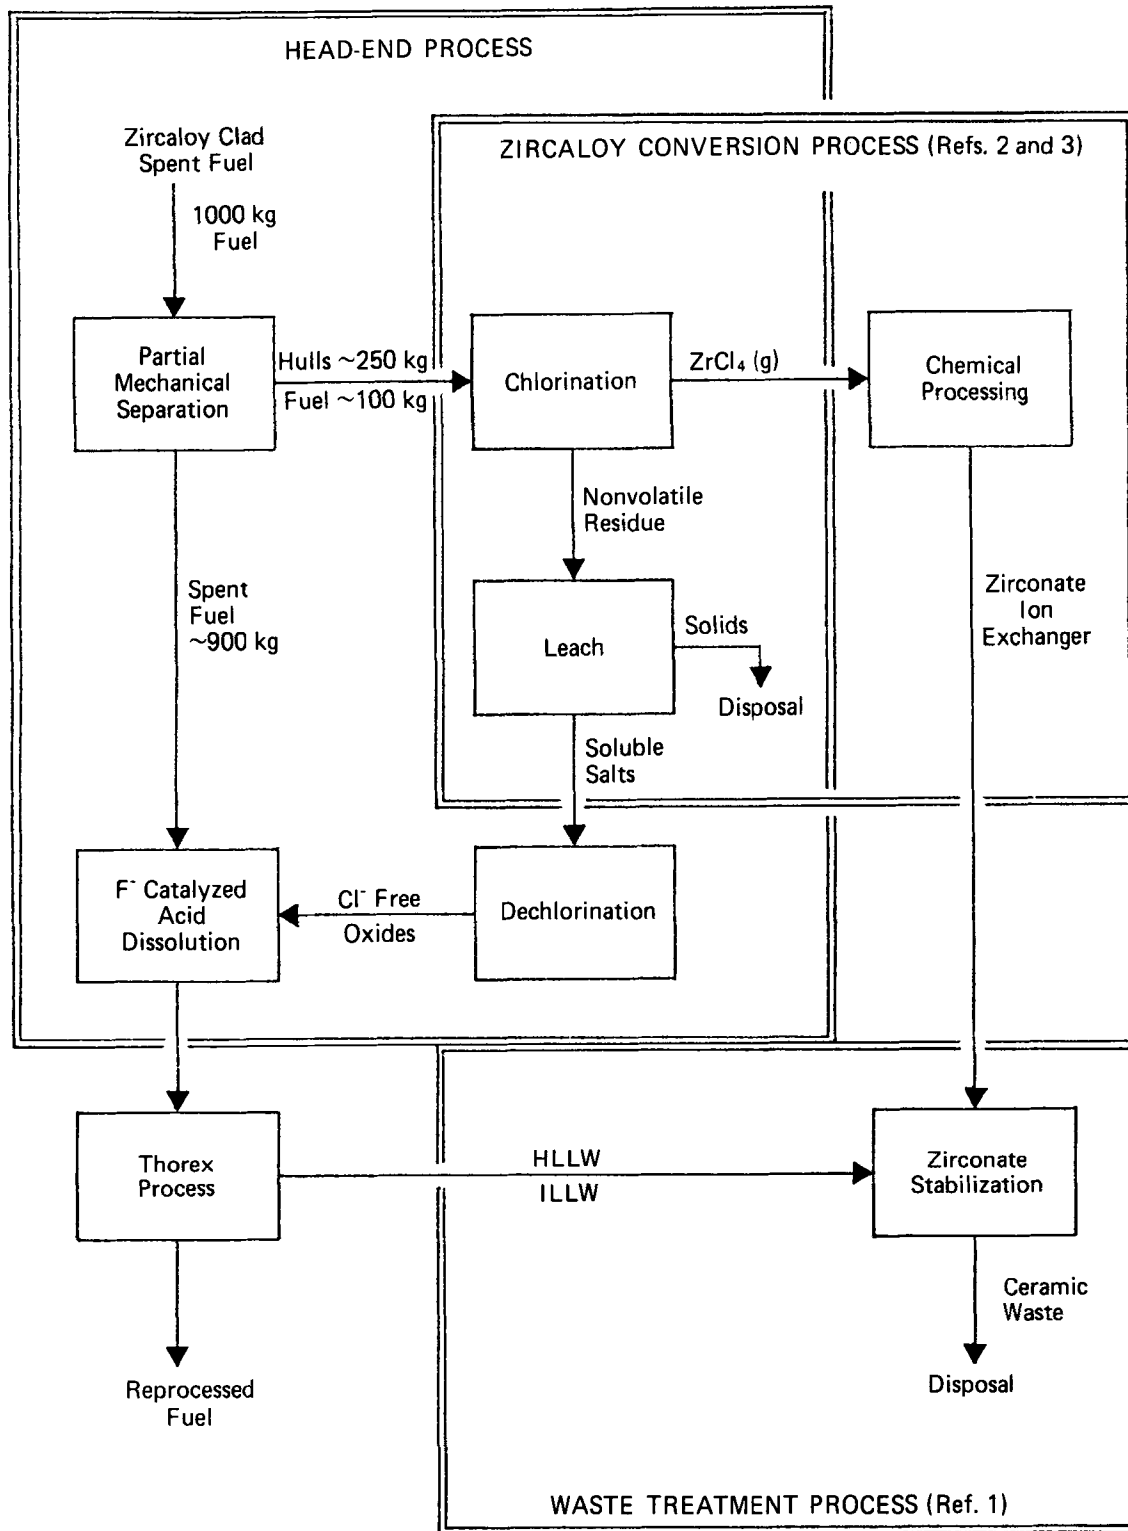 HEAD-END PROCESS
ZIRCALOY CONVERSION PROCESS (Refs. 2 and 3)
Zircaloy Clad
Spent Fuel
1000 kg
Fuel
Partial
Mechanical
Separation
Hulls ~250 kg
Fuel ~100 kg
Chlorination
ZrCl₄ (g)
Chemical
Processing
Nonvolatile
Residue
Spent
Fuel
~900 kg
Leach
Solids
Disposal
Zirconate
Ion
Exchanger
Soluble
Salts
F⁻ Catalyzed
Acid
Dissolution
Cl⁻ Free
Oxides
Dechlorination
Thorex
Process
HLLW
ILLW
Zirconate
Stabilization
Ceramic
Waste
Reprocessed
Fuel
Disposal
WASTE TREATMENT PROCESS (Ref. 1)